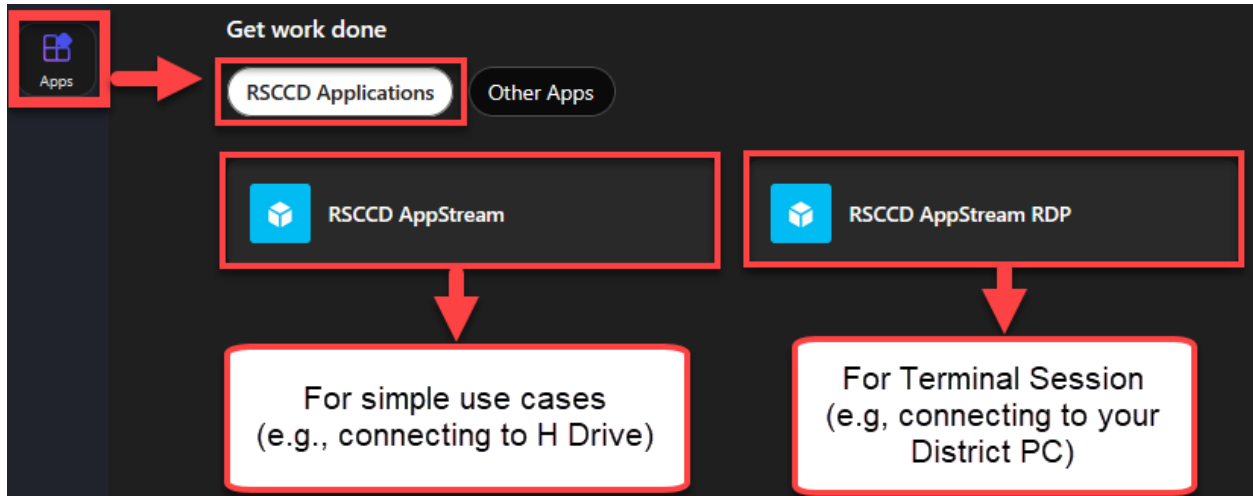 Apps
Get work done
RSCCD Applications
Other Apps
RSCCD AppStream
RSCCD AppStream RDP
For simple use cases
(e.g., connecting to H Drive)
For Terminal Session
(e.g, connecting to your
District PC)